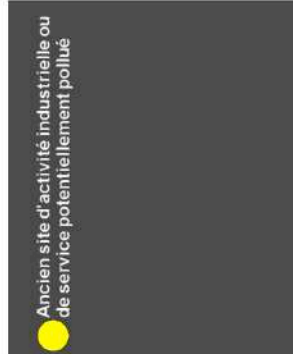 Ancien site d'activité industrielle ou
de service potentiellement pollué